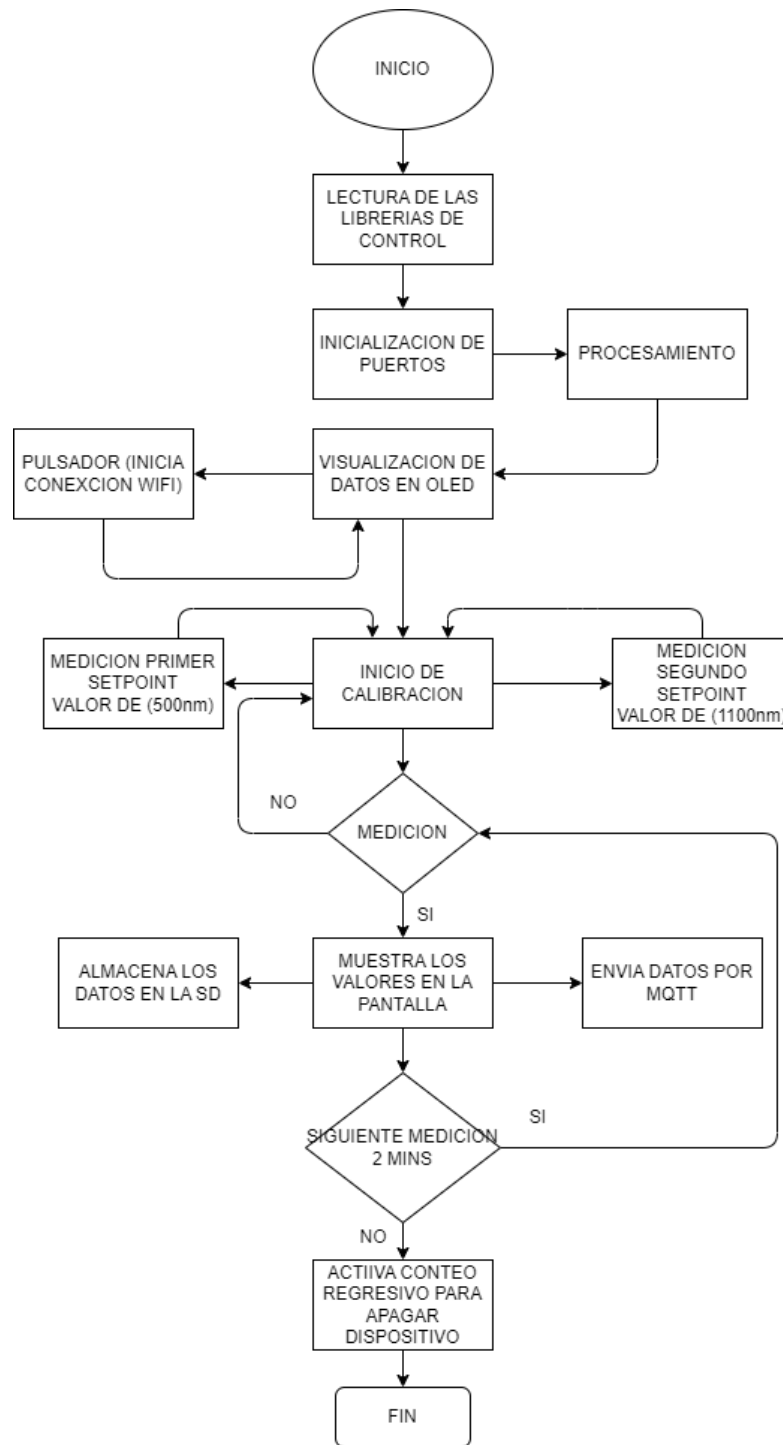 INICIO
LECTURA DE LAS
LIBRERIAS DE
CONTROL
INICIALIZACION DE
PUERTOS
PROCESAMIENTO
PULSADOR (INICIA
CONEXCION WIFI)
VISUALIZACION DE
DATOS EN OLED
MEDICION PRIMER
SETPOINT
VALOR DE (500nm)
INICIO DE
CALIBRACION
MEDICION
SEGUNDO
SETPOINT
VALOR DE (1100nm)
NO
MEDICION
SI
ALMACENA LOS
DATOS EN LA SD
MUESTRA LOS
VALORES EN LA
PANTALLA
ENVIA DATOS POR
MQTT
SIGUIENTE MEDICION
2 MINS
SI
NO
ACTIIVA CONTEO
REGRESIVO PARA
APAGAR
DISPOSITIVO
FIN